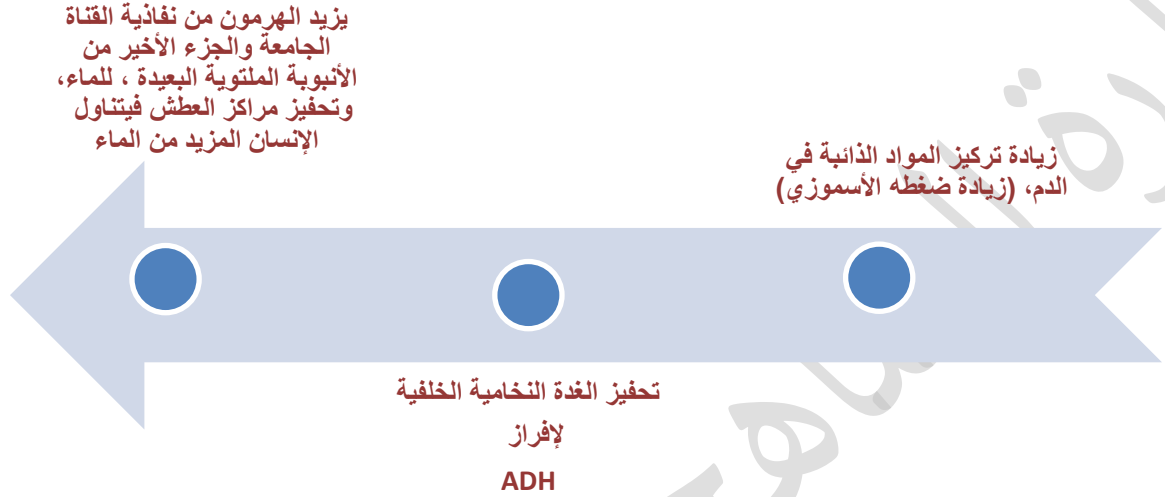 زيادة تركيز المواد الذائبة في
الدم، (زيادة ضغطه الأسموزي)
تحفيز الغدة النخامية الخلفية
لإفراز
ADH
يزيد الهرمون من نفاذية القناة
الجامعة والجزء الأخير من
الأنبوبة الملتوية البعيدة ، للماء،
وتحفيز مراكز العطش فيتناول
الإنسان المزيد من الماء